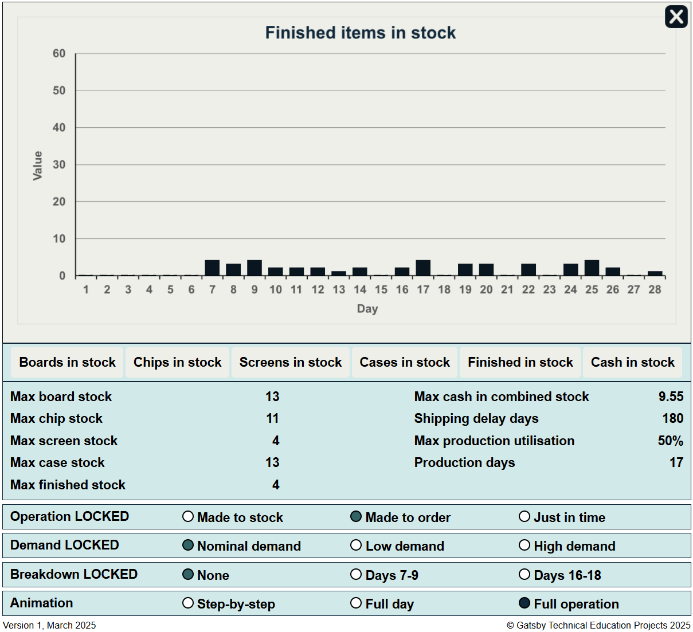 Finished items in stock
60
50
40
30
20
10
0
Value
1 2 3 4 5 6 7 8 9 10 11 12 13 14 15 16 17 18 19 20 21 22 23 24 25 26 27 28
Day
Boards in stock Chips in stock Screens in stock Cases in stock Finished in stock Cash in stock
Max board stock 13 Max cash in combined stock 9.55
Max chip stock 11 Shipping delay days 180
Max screen stock 4 Max production utilisation 50%
Max case stock 13 Production days 17
Max finished stock 4
Operation LOCKED Made to stock Made to order Just in time
Demand LOCKED Nominal demand Low demand High demand
Breakdown LOCKED None Days 7-9 Days 16-18
Animation Step-by-step Full day Full operation
Version 1, March 2025 © Gatsby Technical Education Projects 2025